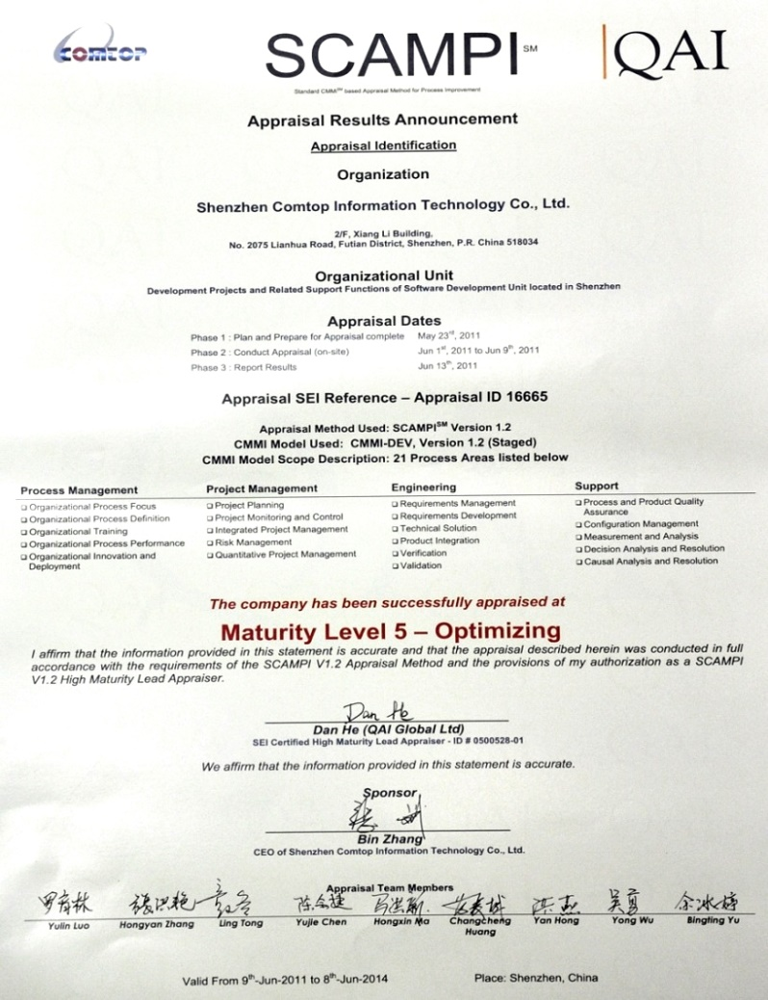 COMTOP
SCAMPI SM
QAI
Standard CMMI SM based Appraisal Method for Process Improvement
Appraisal Results Announcement
Appraisal Identification
Organization
Shenzhen Comtop Information Technology Co., Ltd.
2/F, Xiang Li Building,
No. 2075 Lianhua Road, Futian District, Shenzhen, P.R. China 518034
Organizational Unit
Development Projects and Related Support Functions of Software Development Unit located in Shenzhen
Appraisal Dates
Phase 1 : Plan and Prepare for Appraisal complete May 23rd, 2011
Phase 2 : Conduct Appraisal (on-site) Jun 1st, 2011 to Jun 9th, 2011
Phase 3 : Report Results Jun 13th, 2011
Appraisal SEI Reference – Appraisal ID 16665
Appraisal Method Used: SCAMPI SM Version 1.2
CMMI Model Used: CMMI-DEV, Version 1.2 (Staged)
CMMI Model Scope Description: 21 Process Areas listed below
Process Management
❑ Organizational Process Focus
❑ Organizational Process Definition
❑ Organizational Training
❑ Organizational Process Performance
❑ Organizational Innovation and
Deployment
Project Management
❑ Project Planning
❑ Project Monitoring and Control
❑ Integrated Project Management
❑ Risk Management
❑ Quantitative Project Management
Engineering
❑ Requirements Management
❑ Requirements Development
❑ Technical Solution
❑ Product Integration
❑ Verification
❑ Validation
Support
❑ Process and Product Quality
Assurance
❑ Configuration Management
❑ Measurement and Analysis
❑ Decision Analysis and Resolution
❑ Causal Analysis and Resolution
The company has been successfully appraised at
Maturity Level 5 – Optimizing
I affirm that the information provided in this statement is accurate and that the appraisal described herein was conducted in full
accordance with the requirements of the SCAMPI V1.2 Appraisal Method and the provisions of my authorization as a SCAMPI
V1.2 High Maturity Lead Appraiser.
Dan He
Dan He (QAI Global Ltd)
SEI Certified High Maturity Lead Appraiser - ID # 0500528-01
We affirm that the information provided in this statement is accurate.
Sponsor
Bin Zhang
CEO of Shenzhen Comtop Information Technology Co., Ltd.
Appraisal Team Members
Yulin Luo Hongyan Zhang Ling Tong Yujie Chen Hongxin Ma Changcheng Huang Yan Hong Yong Wu Bingting Yu
Valid From 9th-Jun-2011 to 8th-Jun-2014 Place: Shenzhen, China